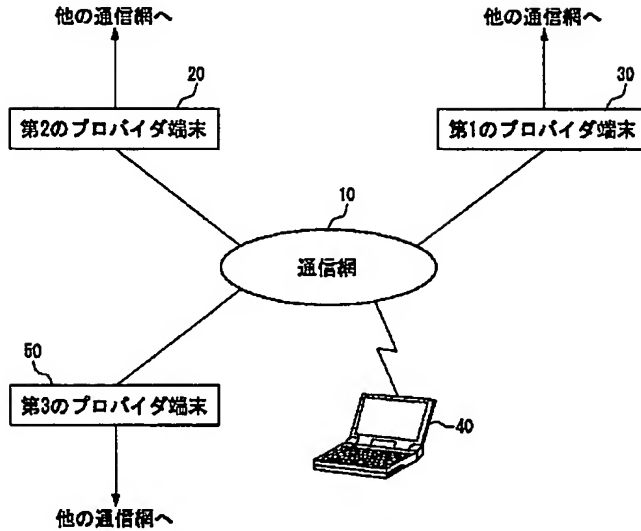 他の通信網へ
他の通信網へ
20
30
第2のプロバイダ端末
第1のプロバイダ端末
10
通信網
50
第3のプロバイダ端末
40
他の通信網へ